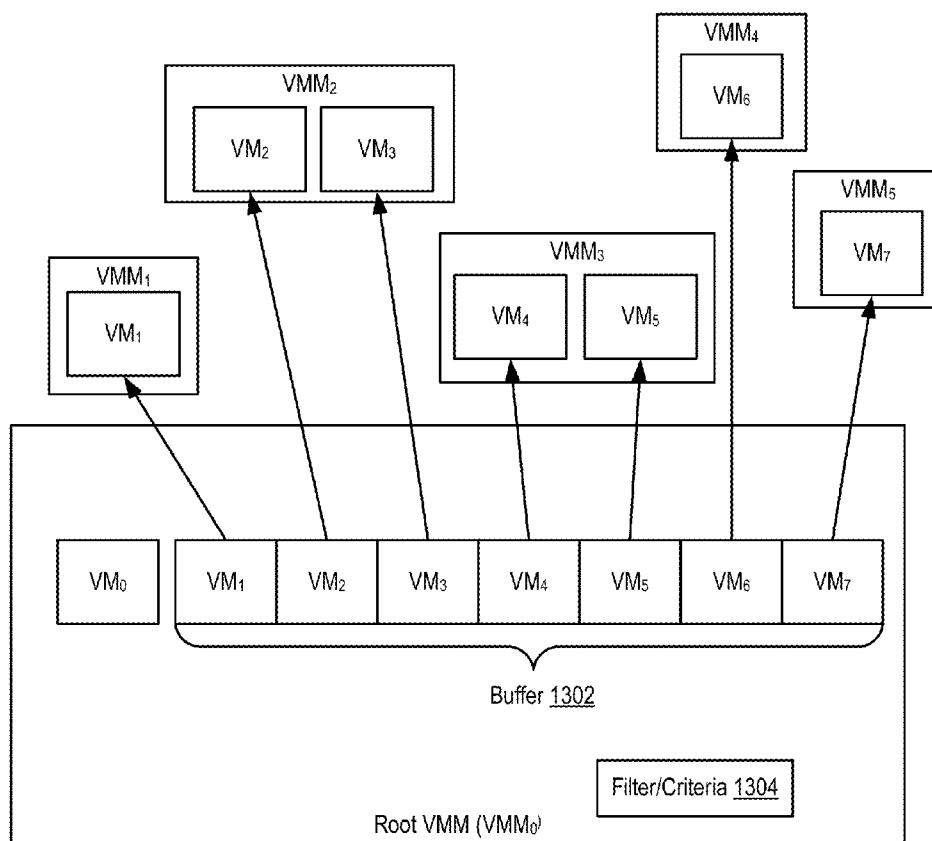 VMM₄
VM₆
VMM₂
VM₂ VM₃
VMM₅
VM₇
VMM₃
VM₄ VM₅
VMM₁
VM₁
VM₀ VM₁ VM₂ VM₃ VM₄ VM₅ VM₆ VM₇
Buffer 1302
Filter/Criteria 1304
Root VMM (VMM₀)